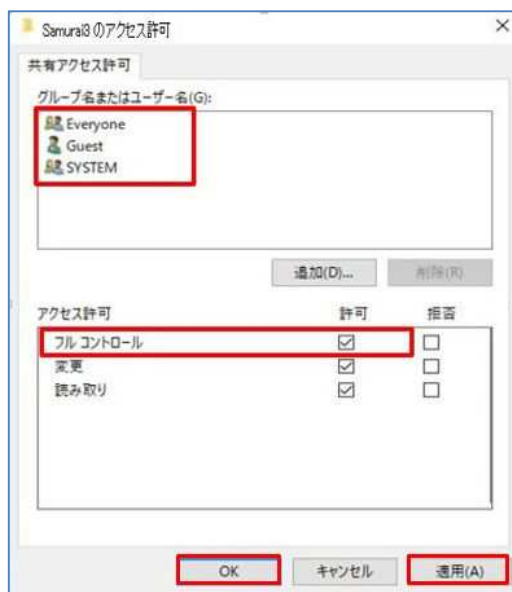 Samurai3 のアクセス許可
共有アクセス許可
グループ名またはユーザー名(G):
Everyone
Guest
SYSTEM
追加(D)...
削除(R)
アクセス許可 許可 拒否
フル コントロール
変更
読み取り
OK キャンセル 適用(A)